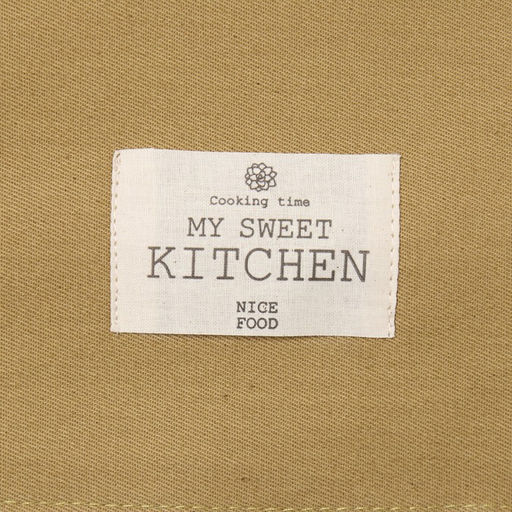 Cooking time
MY SWEET
KITCHEN
NICE
FOOD